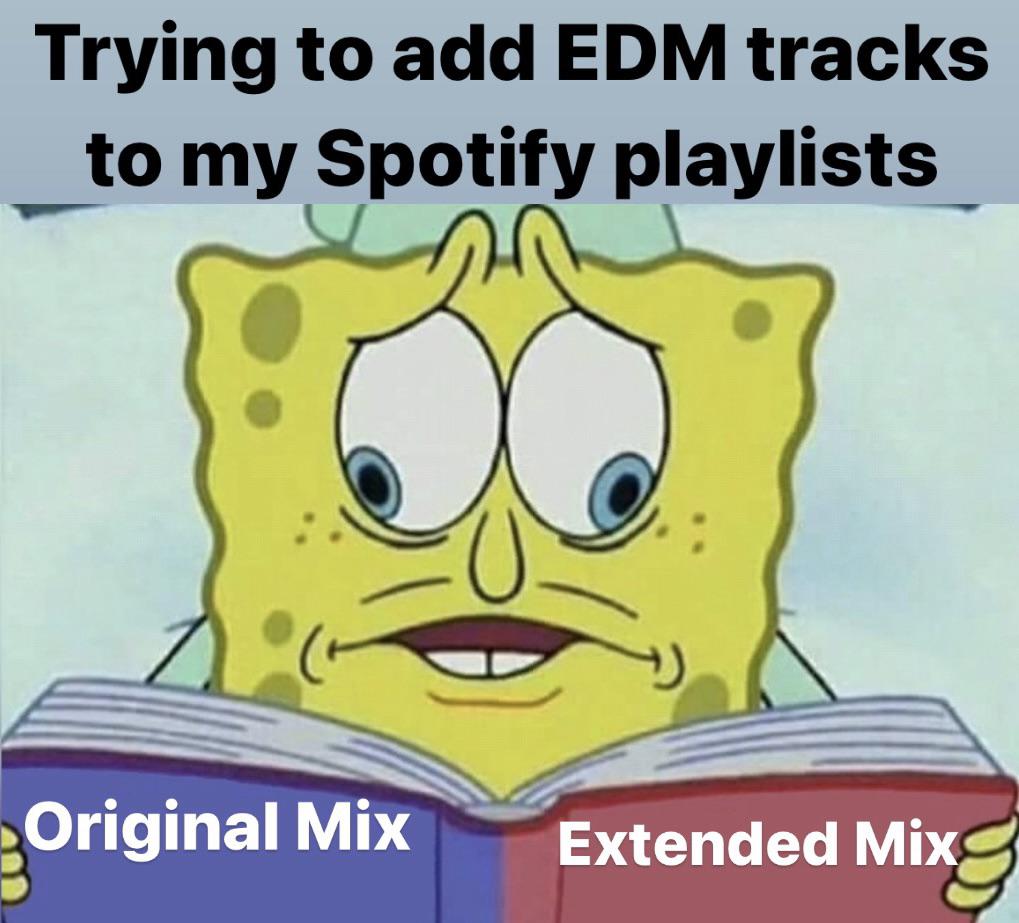 Trying to add EDM tracks
to my Spotify playlists
Original Mix
Extended Mix